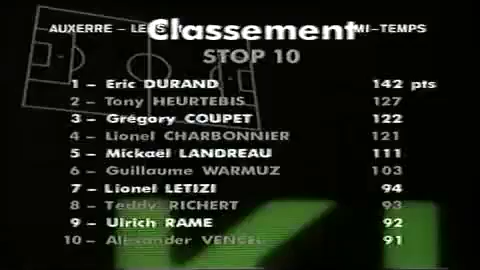 AUXERRE – LE
Classement
MI-TEMPS
STOP 10
1 – Eric DURAND 142 pts
2 – Tony HEURTEBIS 127
3 – Grégory COUPET 122
4 – Lionel CHARBONNIER 121
5 – Mickaël LANDREAU 111
6 – Guillaume WARMUZ 103
7 – Lionel LETIZI 94
8 – Teddy RICHERT 93
9 – Ulrich RAME 92
10 – Alexander VENCEL 91